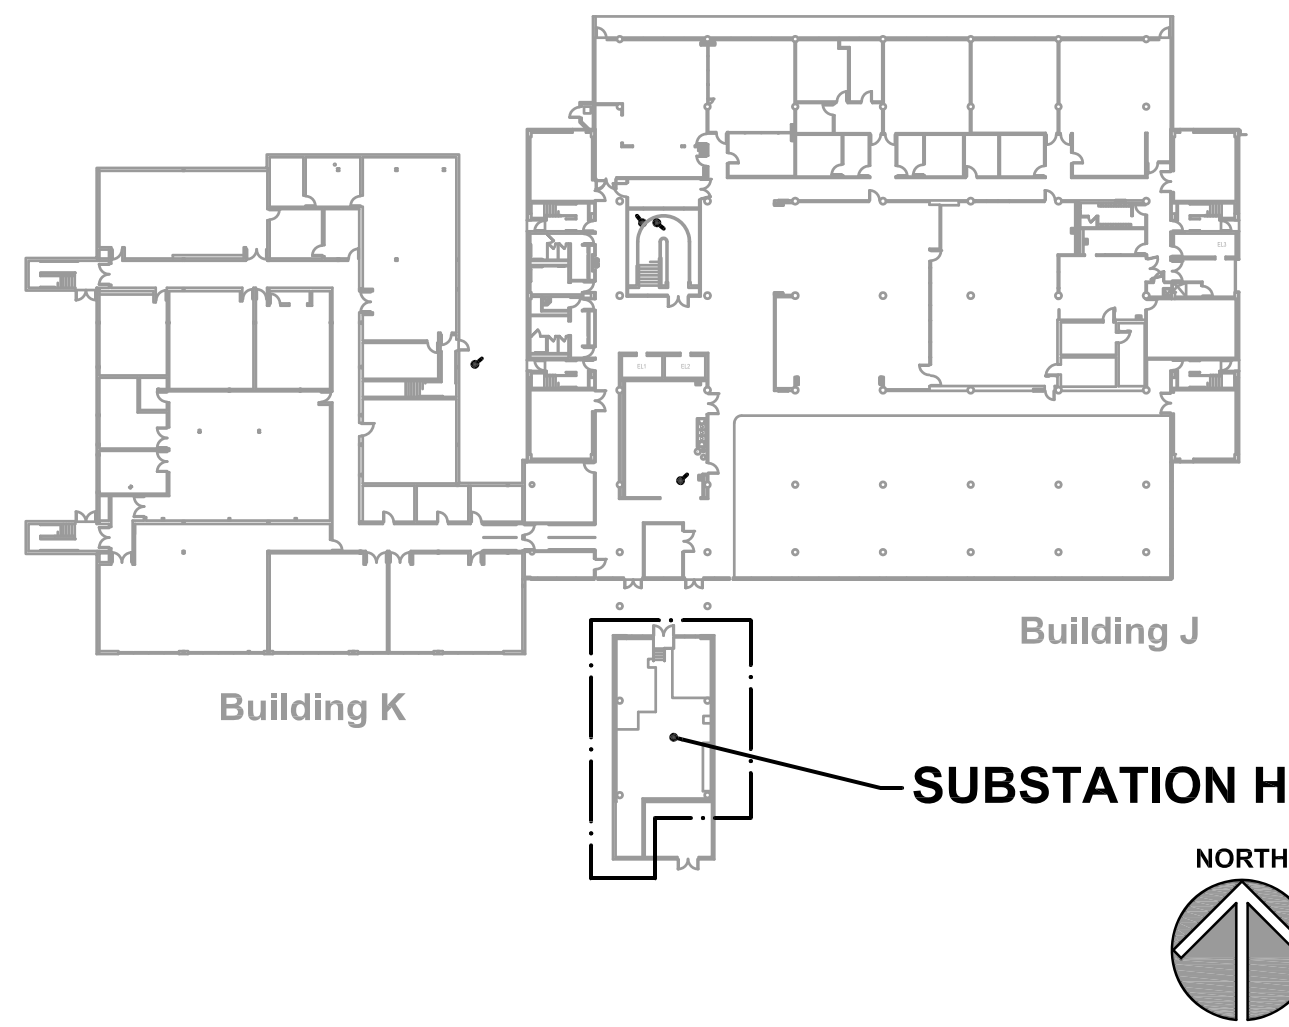 EL3
EL1
EL2
Building J
Building K
SUBSTATION H
NORTH